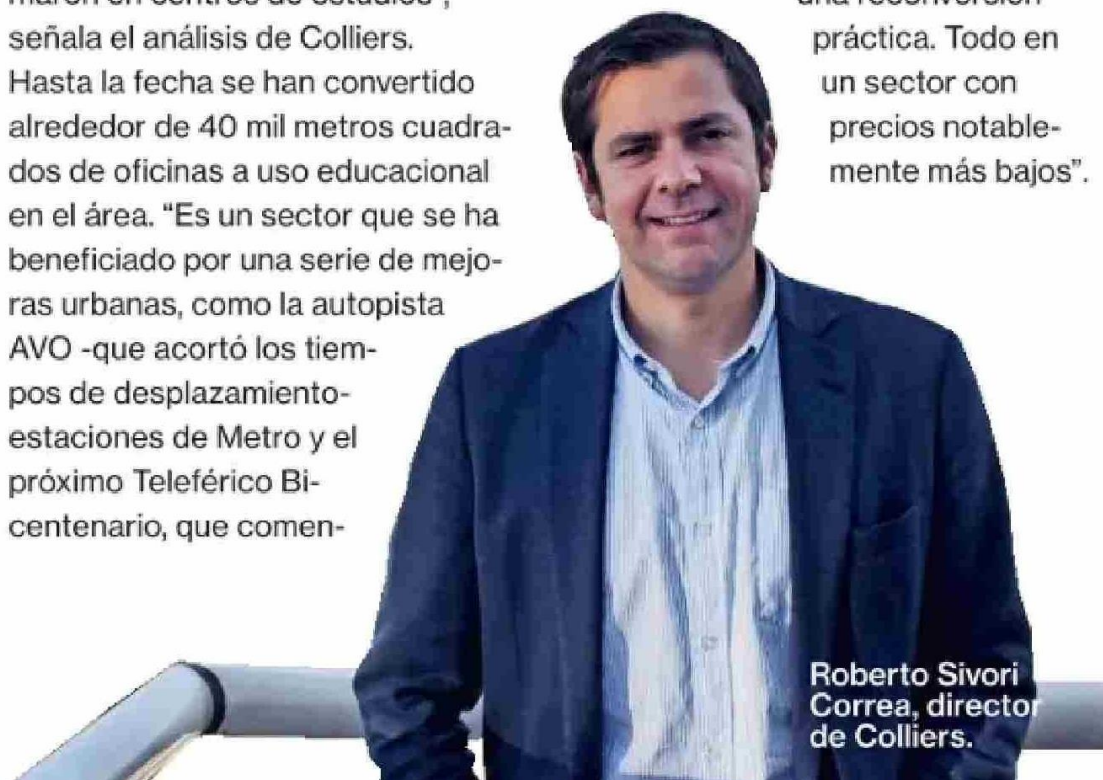 señala el análisis de Colliers.
Hasta la fecha se han convertido
alrededor de 40 mil metros cuadra-
dos de oficinas a uso educacional
en el área. “Es un sector que se ha
beneficiado por una serie de mejo-
ras urbanas, como la autopista
AVO -que acortó los tiem-
pos de desplazamiento-
estaciones de Metro y el
próximo Teleférico Bi-
centenario, que comen-
una reconversión
práctica. Todo en
un sector con
precios notable-
mente más bajos”.
Roberto Sivori
Correa, director
de Colliers.